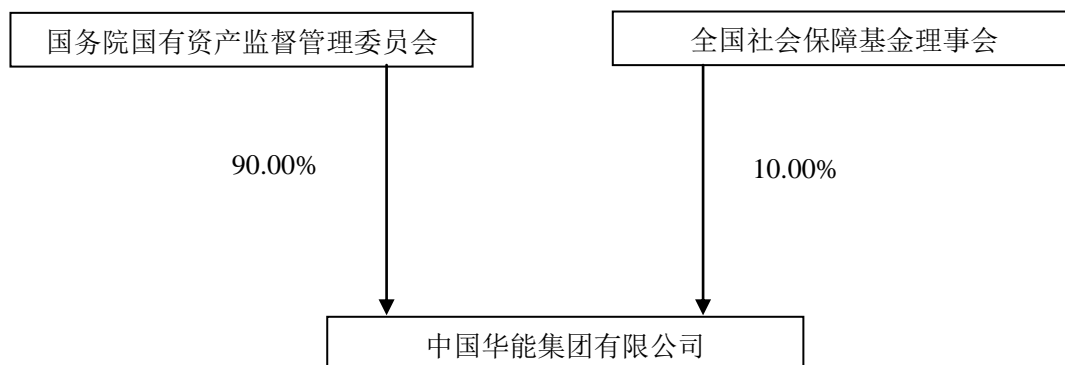 国务院国有资产监督管理委员会
全国社会保障基金理事会
90.00%
10.00%
中国华能集团有限公司